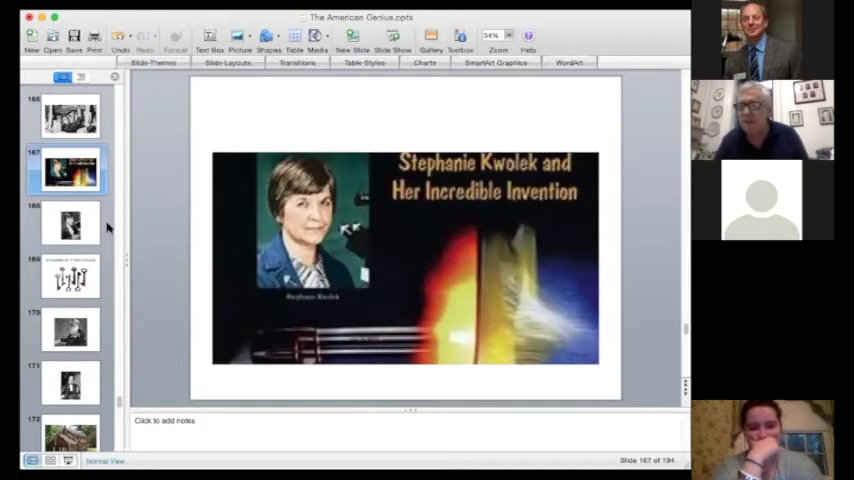 The American Genius.pptx
New Open Save Print Undo Redo Format Text Box Picture Shapes Table Media New Slide Slide Show Gallery Toolbox Zoom Help
34%
Slide Themes Slide Layouts Transitions Table Styles Charts SmartArt Graphics WordArt
166
167
168
169
170
171
172
Stephanie Kwolek and
Her Incredible Invention
Stephanie Kwolek
Click to add notes
Normal View
Slide 167 of 194